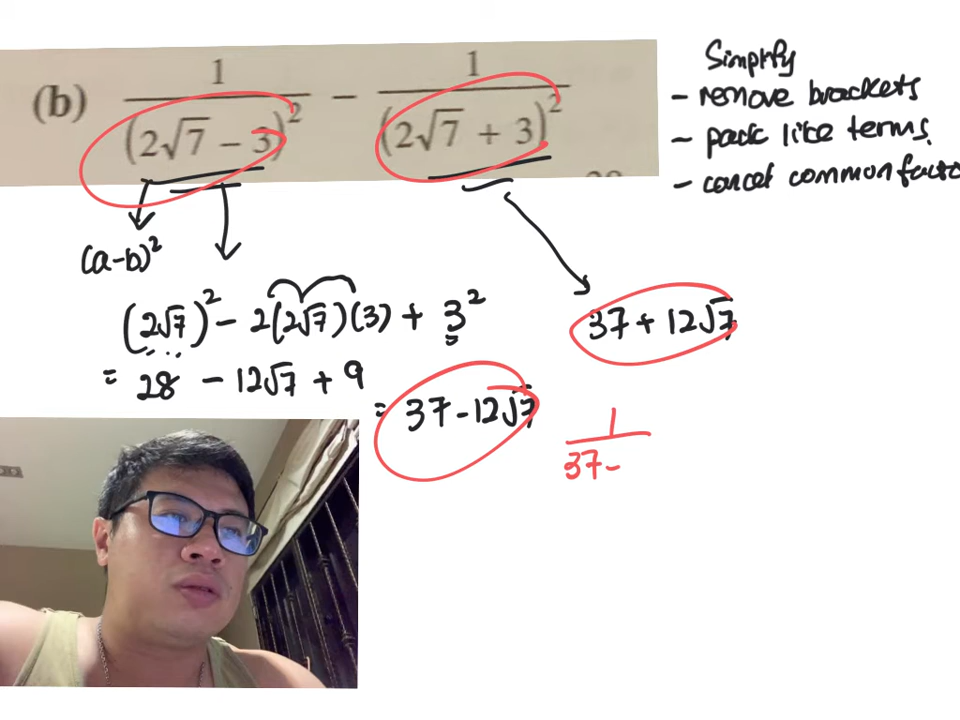 (b) 1/(2√7 − 3)² − 1/(2√7 + 3)²
Simplify
- remove brackets
- pack like terms.
- cancel common facto
(a-b)²
(2√7)² - 2(2√7)(3) + 3²
= 28 - 12√7 + 9
= 37 - 12√7
37 + 12√7
1/37-